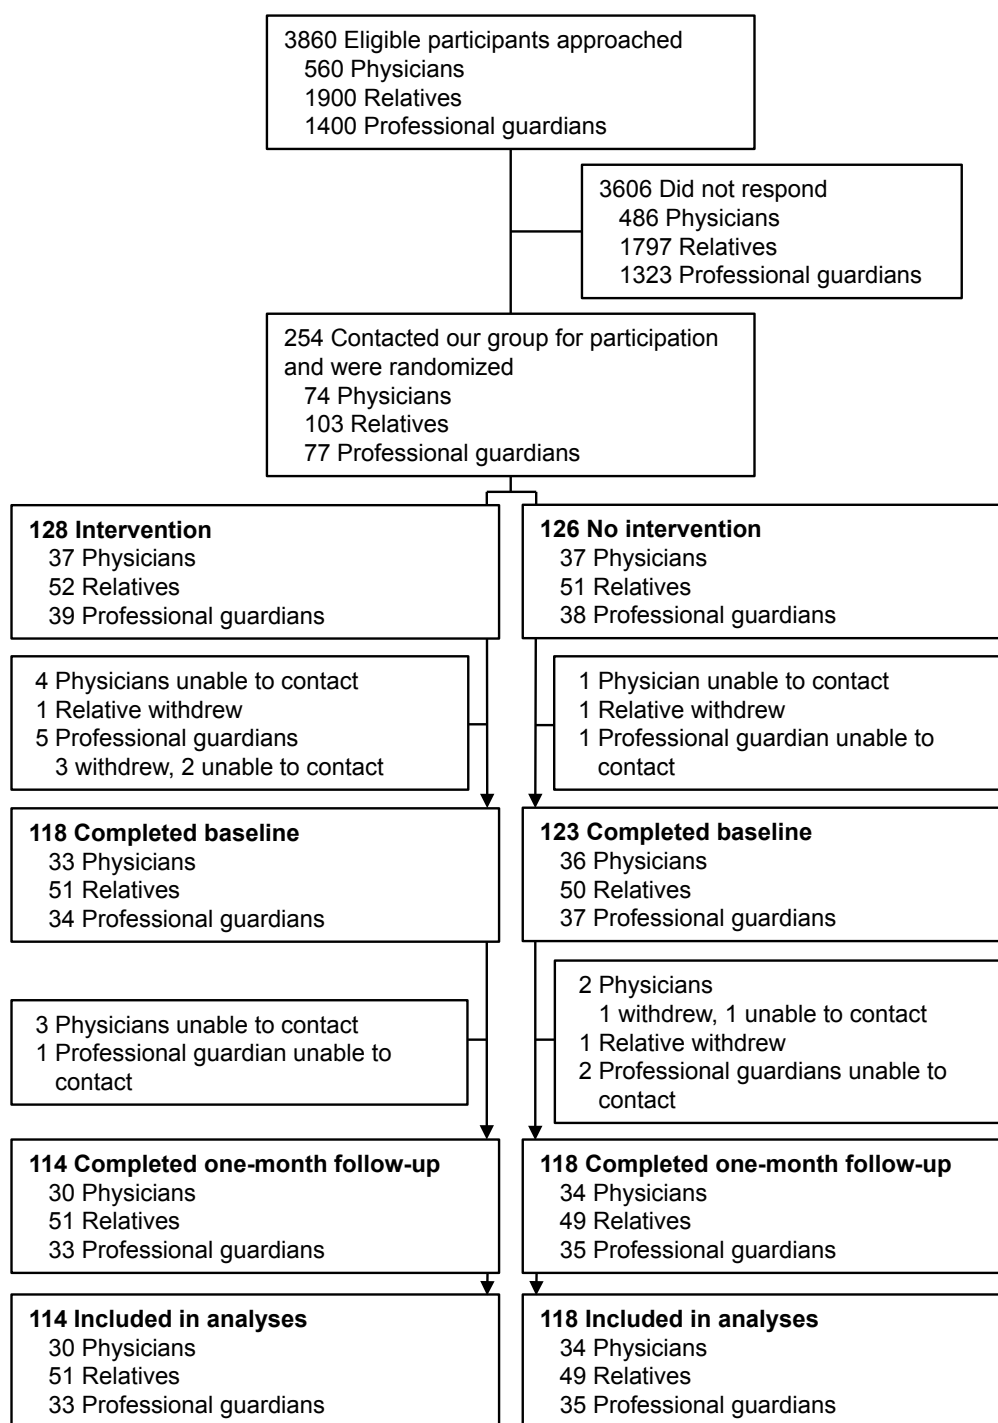 3860 Eligible participants approached
560 Physicians
1900 Relatives
1400 Professional guardians
3606 Did not respond
486 Physicians
1797 Relatives
1323 Professional guardians
254 Contacted our group for participation
and were randomized
74 Physicians
103 Relatives
77 Professional guardians
128 Intervention
37 Physicians
52 Relatives
39 Professional guardians
126 No intervention
37 Physicians
51 Relatives
38 Professional guardians
4 Physicians unable to contact
1 Relative withdrew
5 Professional guardians
3 withdrew, 2 unable to contact
1 Physician unable to contact
1 Relative withdrew
1 Professional guardian unable to
contact
118 Completed baseline
33 Physicians
51 Relatives
34 Professional guardians
123 Completed baseline
36 Physicians
50 Relatives
37 Professional guardians
3 Physicians unable to contact
1 Professional guardian unable to
contact
2 Physicians
1 withdrew, 1 unable to contact
1 Relative withdrew
2 Professional guardians unable to
contact
114 Completed one-month follow-up
30 Physicians
51 Relatives
33 Professional guardians
118 Completed one-month follow-up
34 Physicians
49 Relatives
35 Professional guardians
114 Included in analyses
30 Physicians
51 Relatives
33 Professional guardians
118 Included in analyses
34 Physicians
49 Relatives
35 Professional guardians